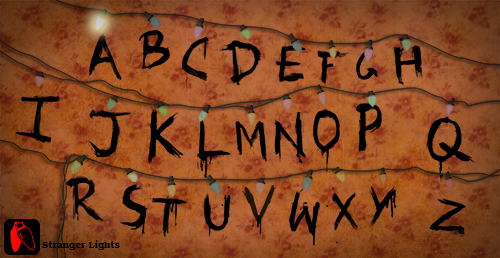 A B C D E F G H
I J K L M N O P Q
R S T U V W X Y Z
Stranger Lights